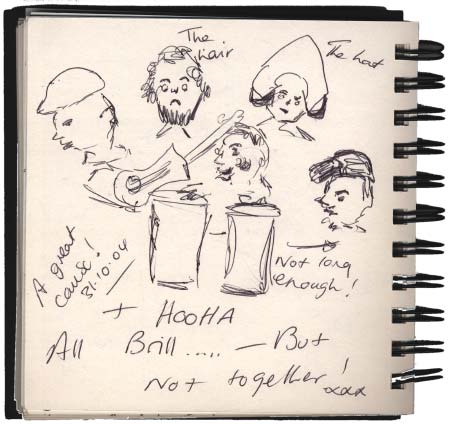 The
hair
The hat
A great
cause!
31.10.04
Not long
enough!
+ HOOHA
All Brill..... — But
Not together!
xxx